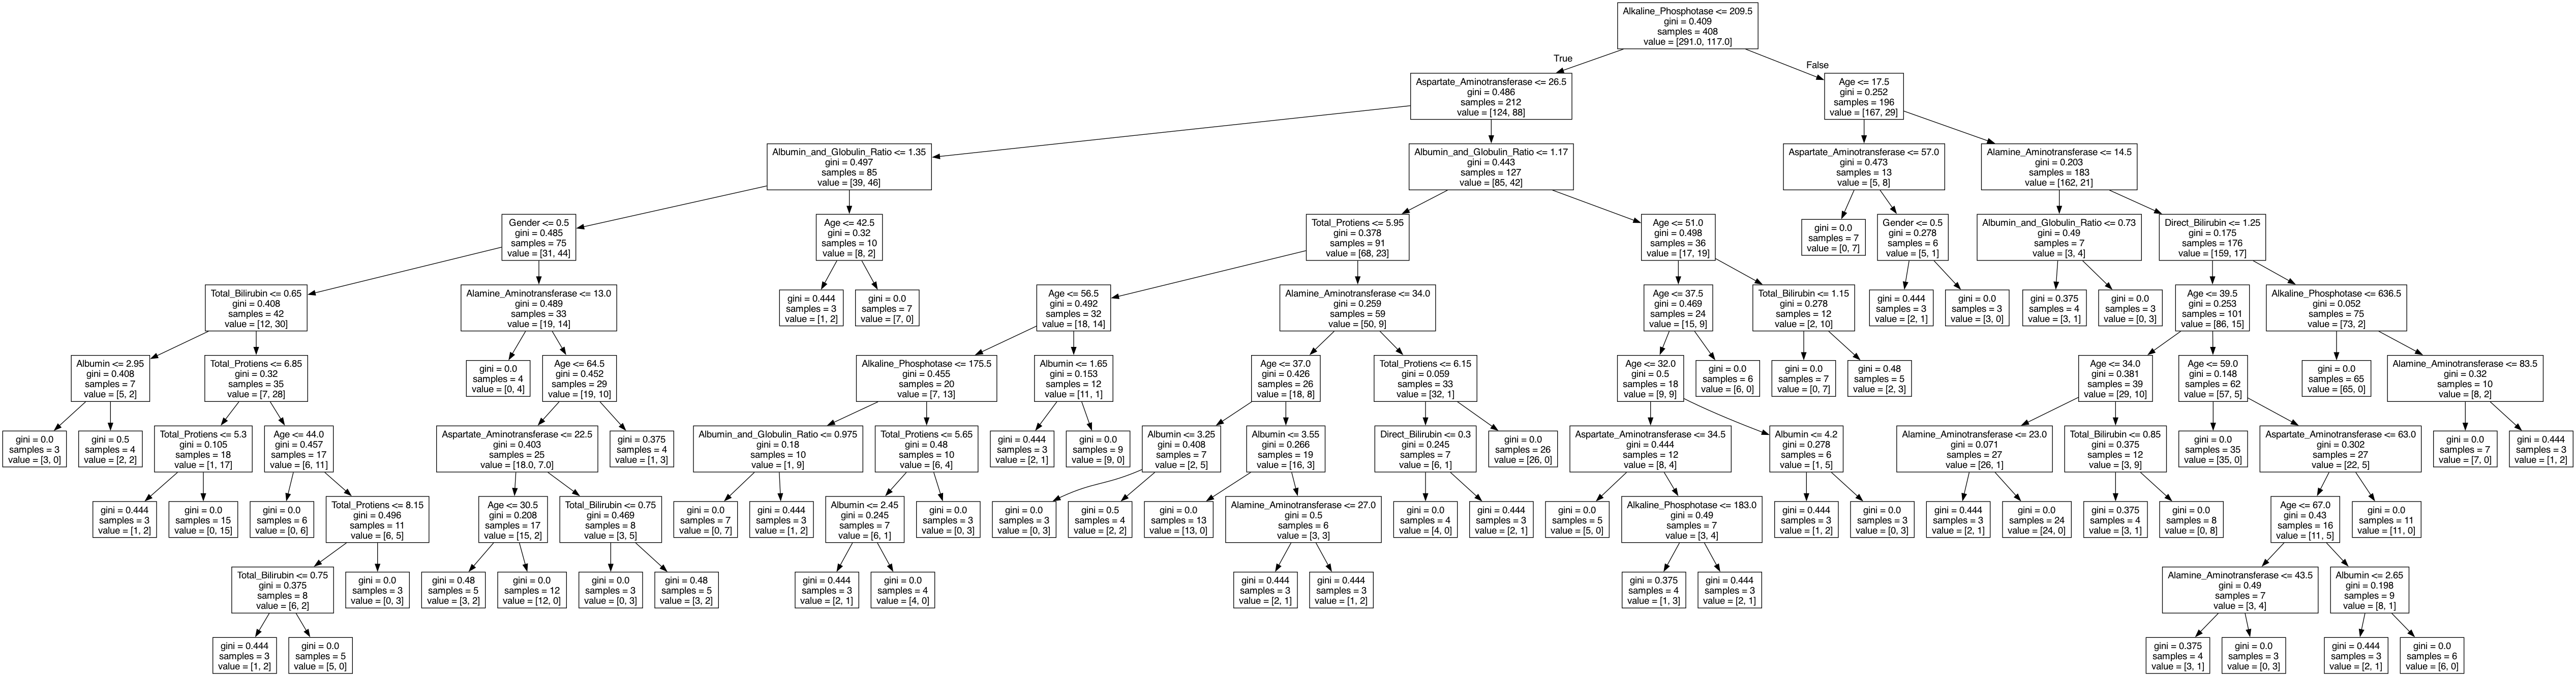 Alkaline_Phosphotase <= 209.5
gini = 0.409
samples = 408
value = [291.0, 117.0]
True
False
Aspartate_Aminotransferase <= 26.5
gini = 0.486
samples = 212
value = [124, 88]
Age <= 17.5
gini = 0.252
samples = 196
value = [167, 29]
Albumin_and_Globulin_Ratio <= 1.35
gini = 0.497
samples = 85
value = [39, 46]
Albumin_and_Globulin_Ratio <= 1.17
gini = 0.443
samples = 127
value = [85, 42]
Aspartate_Aminotransferase <= 57.0
gini = 0.473
samples = 13
value = [5, 8]
Alamine_Aminotransferase <= 14.5
gini = 0.203
samples = 183
value = [162, 21]
Gender <= 0.5
gini = 0.485
samples = 75
value = [31, 44]
Age <= 42.5
gini = 0.32
samples = 10
value = [8, 2]
Total_Protiens <= 5.95
gini = 0.378
samples = 91
value = [68, 23]
Age <= 51.0
gini = 0.498
samples = 36
value = [17, 19]
gini = 0.0
samples = 7
value = [0, 7]
Gender <= 0.5
gini = 0.278
samples = 6
value = [5, 1]
Albumin_and_Globulin_Ratio <= 0.73
gini = 0.49
samples = 7
value = [3, 4]
Direct_Bilirubin <= 1.25
gini = 0.175
samples = 176
value = [159, 17]
Total_Bilirubin <= 0.65
gini = 0.408
samples = 42
value = [12, 30]
Alamine_Aminotransferase <= 13.0
gini = 0.489
samples = 33
value = [19, 14]
gini = 0.444
samples = 3
value = [1, 2]
gini = 0.0
samples = 7
value = [7, 0]
Age <= 56.5
gini = 0.492
samples = 32
value = [18, 14]
Alamine_Aminotransferase <= 34.0
gini = 0.259
samples = 59
value = [50, 9]
Age <= 37.5
gini = 0.469
samples = 24
value = [15, 9]
Total_Bilirubin <= 1.15
gini = 0.278
samples = 12
value = [2, 10]
gini = 0.444
samples = 3
value = [2, 1]
gini = 0.0
samples = 3
value = [3, 0]
gini = 0.375
samples = 4
value = [3, 1]
gini = 0.0
samples = 3
value = [0, 3]
Age <= 39.5
gini = 0.253
samples = 101
value = [86, 15]
Alkaline_Phosphotase <= 636.5
gini = 0.052
samples = 75
value = [73, 2]
Albumin <= 2.95
gini = 0.408
samples = 7
value = [5, 2]
Total_Protiens <= 6.85
gini = 0.32
samples = 35
value = [7, 28]
gini = 0.0
samples = 4
value = [0, 4]
Age <= 64.5
gini = 0.452
samples = 29
value = [19, 10]
Alkaline_Phosphotase <= 175.5
gini = 0.455
samples = 20
value = [7, 13]
Albumin <= 1.65
gini = 0.153
samples = 12
value = [11, 1]
Age <= 37.0
gini = 0.426
samples = 26
value = [18, 8]
Total_Protiens <= 6.15
gini = 0.059
samples = 33
value = [32, 1]
Age <= 32.0
gini = 0.5
samples = 18
value = [9, 9]
gini = 0.0
samples = 6
value = [6, 0]
gini = 0.0
samples = 7
value = [0, 7]
gini = 0.48
samples = 5
value = [2, 3]
Age <= 34.0
gini = 0.381
samples = 39
value = [29, 10]
Age <= 59.0
gini = 0.148
samples = 62
value = [57, 5]
gini = 0.0
samples = 65
value = [65, 0]
Alamine_Aminotransferase <= 83.5
gini = 0.32
samples = 10
value = [8, 2]
gini = 0.0
samples = 3
value = [3, 0]
gini = 0.5
samples = 4
value = [2, 2]
Total_Protiens <= 5.3
gini = 0.105
samples = 18
value = [1, 17]
Age <= 44.0
gini = 0.457
samples = 17
value = [6, 11]
Aspartate_Aminotransferase <= 22.5
gini = 0.403
samples = 25
value = [18.0, 7.0]
gini = 0.375
samples = 4
value = [1, 3]
Albumin_and_Globulin_Ratio <= 0.975
gini = 0.18
samples = 10
value = [1, 9]
Total_Protiens <= 5.65
gini = 0.48
samples = 10
value = [6, 4]
gini = 0.444
samples = 3
value = [2, 1]
gini = 0.0
samples = 9
value = [9, 0]
Albumin <= 3.25
gini = 0.408
samples = 7
value = [2, 5]
Albumin <= 3.55
gini = 0.266
samples = 19
value = [16, 3]
Direct_Bilirubin <= 0.3
gini = 0.245
samples = 7
value = [6, 1]
gini = 0.0
samples = 26
value = [26, 0]
Aspartate_Aminotransferase <= 34.5
gini = 0.444
samples = 12
value = [8, 4]
Albumin <= 4.2
gini = 0.278
samples = 6
value = [1, 5]
Alamine_Aminotransferase <= 23.0
gini = 0.071
samples = 27
value = [26, 1]
Total_Bilirubin <= 0.85
gini = 0.375
samples = 12
value = [3, 9]
gini = 0.0
samples = 35
value = [35, 0]
Aspartate_Aminotransferase <= 63.0
gini = 0.302
samples = 27
value = [22, 5]
gini = 0.0
samples = 7
value = [7, 0]
gini = 0.444
samples = 3
value = [1, 2]
gini = 0.444
samples = 3
value = [1, 2]
gini = 0.0
samples = 15
value = [0, 15]
gini = 0.0
samples = 6
value = [0, 6]
Total_Protiens <= 8.15
gini = 0.496
samples = 11
value = [6, 5]
Age <= 30.5
gini = 0.208
samples = 17
value = [15, 2]
Total_Bilirubin <= 0.75
gini = 0.469
samples = 8
value = [3, 5]
gini = 0.0
samples = 7
value = [0, 7]
gini = 0.444
samples = 3
value = [1, 2]
Albumin <= 2.45
gini = 0.245
samples = 7
value = [6, 1]
gini = 0.0
samples = 3
value = [0, 3]
gini = 0.0
samples = 3
value = [0, 3]
gini = 0.5
samples = 4
value = [2, 2]
gini = 0.0
samples = 13
value = [13, 0]
Alamine_Aminotransferase <= 27.0
gini = 0.5
samples = 6
value = [3, 3]
gini = 0.0
samples = 4
value = [4, 0]
gini = 0.444
samples = 3
value = [2, 1]
gini = 0.0
samples = 5
value = [5, 0]
Alkaline_Phosphotase <= 183.0
gini = 0.49
samples = 7
value = [3, 4]
gini = 0.444
samples = 3
value = [1, 2]
gini = 0.0
samples = 3
value = [0, 3]
gini = 0.444
samples = 3
value = [2, 1]
gini = 0.0
samples = 24
value = [24, 0]
gini = 0.375
samples = 4
value = [3, 1]
gini = 0.0
samples = 8
value = [0, 8]
Age <= 67.0
gini = 0.43
samples = 16
value = [11, 5]
gini = 0.0
samples = 11
value = [11, 0]
Total_Bilirubin <= 0.75
gini = 0.375
samples = 8
value = [6, 2]
gini = 0.0
samples = 3
value = [0, 3]
gini = 0.48
samples = 5
value = [3, 2]
gini = 0.0
samples = 12
value = [12, 0]
gini = 0.0
samples = 3
value = [0, 3]
gini = 0.48
samples = 5
value = [3, 2]
gini = 0.444
samples = 3
value = [2, 1]
gini = 0.0
samples = 4
value = [4, 0]
gini = 0.444
samples = 3
value = [2, 1]
gini = 0.444
samples = 3
value = [1, 2]
gini = 0.375
samples = 4
value = [1, 3]
gini = 0.444
samples = 3
value = [2, 1]
Alamine_Aminotransferase <= 43.5
gini = 0.49
samples = 7
value = [3, 4]
Albumin <= 2.65
gini = 0.198
samples = 9
value = [8, 1]
gini = 0.444
samples = 3
value = [1, 2]
gini = 0.0
samples = 5
value = [5, 0]
gini = 0.375
samples = 4
value = [3, 1]
gini = 0.0
samples = 3
value = [0, 3]
gini = 0.444
samples = 3
value = [2, 1]
gini = 0.0
samples = 6
value = [6, 0]